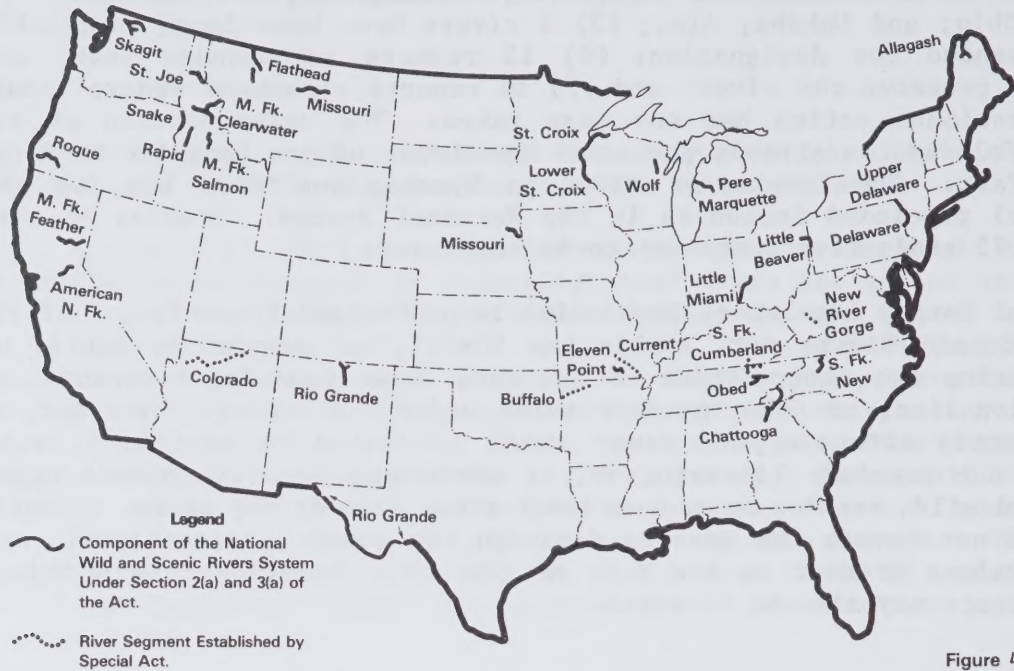 Skagit
Allagash
St. Joe
Flathead
M. Fk.
Clearwater
Missouri
Snake
Rogue
Rapid
M. Fk.
Salmon
M. Fk.
Feather
American
N. Fk.
Colorado
Rio Grande
Rio Grande
St. Croix
Lower
St. Croix
Wolf
Pere
Marquette
Upper
Delaware
Delaware
Missouri
Little
Beaver
Little
Miami
New
River
Gorge
S. Fk.
Cumberland
Current
Eleven
Point
S. Fk.
New
Buffalo
Obed
Chattooga
Legend
Component of the National
Wild and Scenic Rivers System
Under Section 2(a) and 3(a) of
the Act.
River Segment Established by
Special Act.
Figure